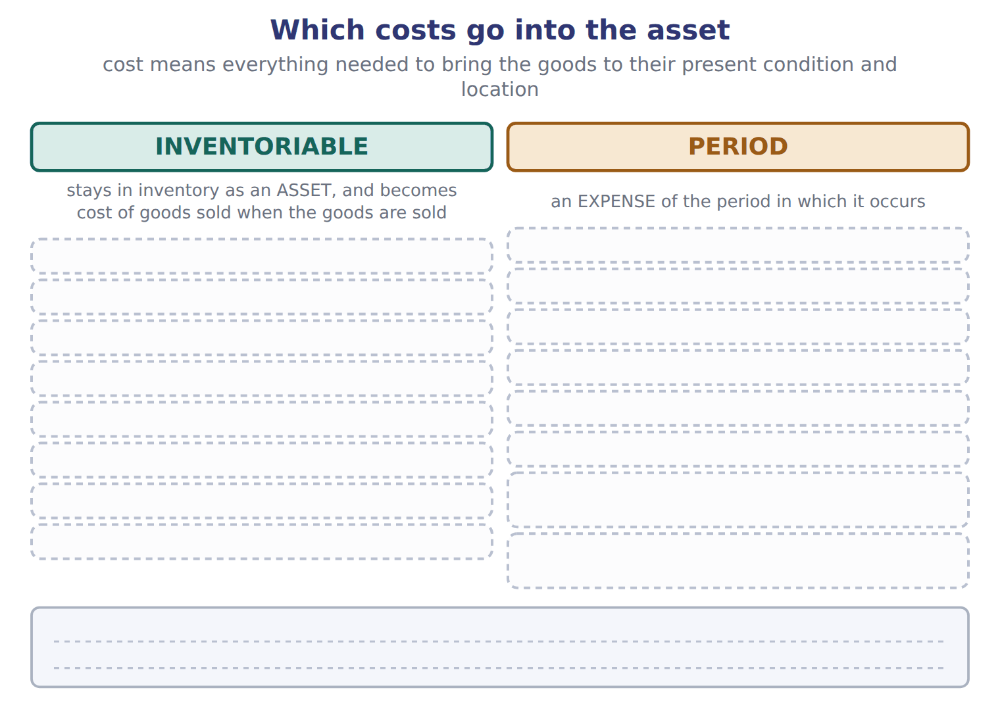 Which costs go into the asset
cost means everything needed to bring the goods to their present condition and
location
INVENTORIABLE
stays in inventory as an ASSET, and becomes
cost of goods sold when the goods are sold
PERIOD
an EXPENSE of the period in which it occurs